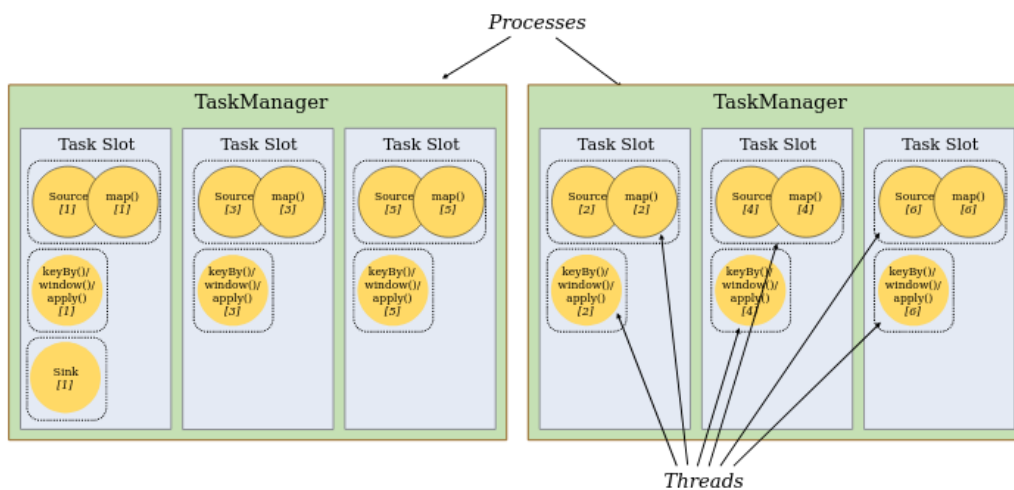 Processes
TaskManager
Task Slot
Source
[1]
map()
[1]
keyBy()/
window()/
apply()
[1]
Sink
[1]
Task Slot
Source
[3]
map()
[3]
keyBy()/
window()/
apply()
[3]
Task Slot
Source
[5]
map()
[5]
keyBy()/
window()/
apply()
[5]
TaskManager
Task Slot
Source
[2]
map()
[2]
keyBy()/
window()/
apply()
[2]
Task Slot
Source
[4]
map()
[4]
keyBy()/
window()/
apply()
[4]
Task Slot
Source
[6]
map()
[6]
keyBy()/
window()/
apply()
[6]
Threads